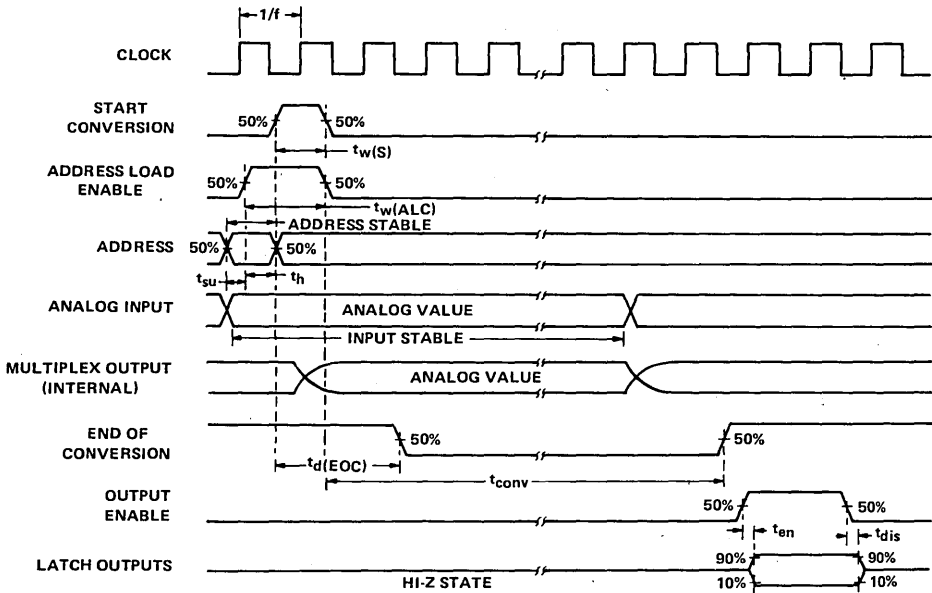 1/f
CLOCK
START
CONVERSION
50%
50%
tw(S)
ADDRESS LOAD
ENABLE
50%
50%
tw(ALC)
ADDRESS STABLE
ADDRESS
50%
50%
tsu
th
ANALOG INPUT
ANALOG VALUE
INPUT STABLE
MULTIPLEX OUTPUT
(INTERNAL)
ANALOG VALUE
END OF
CONVERSION
50%
50%
td(EOC)
tconv
OUTPUT
ENABLE
50%
50%
ten
tdis
LATCH OUTPUTS
90%
90%
HI-Z STATE
10%
10%